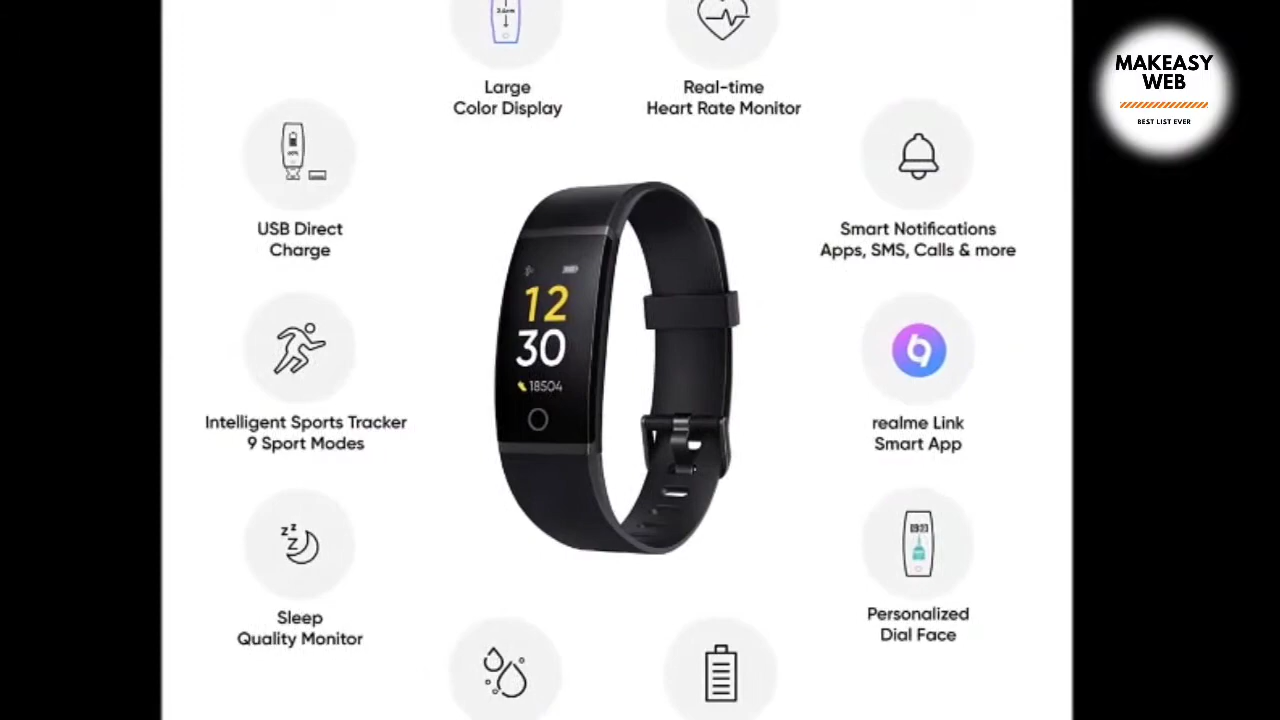 MAKEASY
WEB
BEST LIST EVER
Large
Color Display
Real-time
Heart Rate Monitor
USB Direct
Charge
Smart Notifications
Apps, SMS, Calls & more
12
30
18504
Intelligent Sports Tracker
9 Sport Modes
realme Link
Smart App
Sleep
Quality Monitor
Personalized
Dial Face